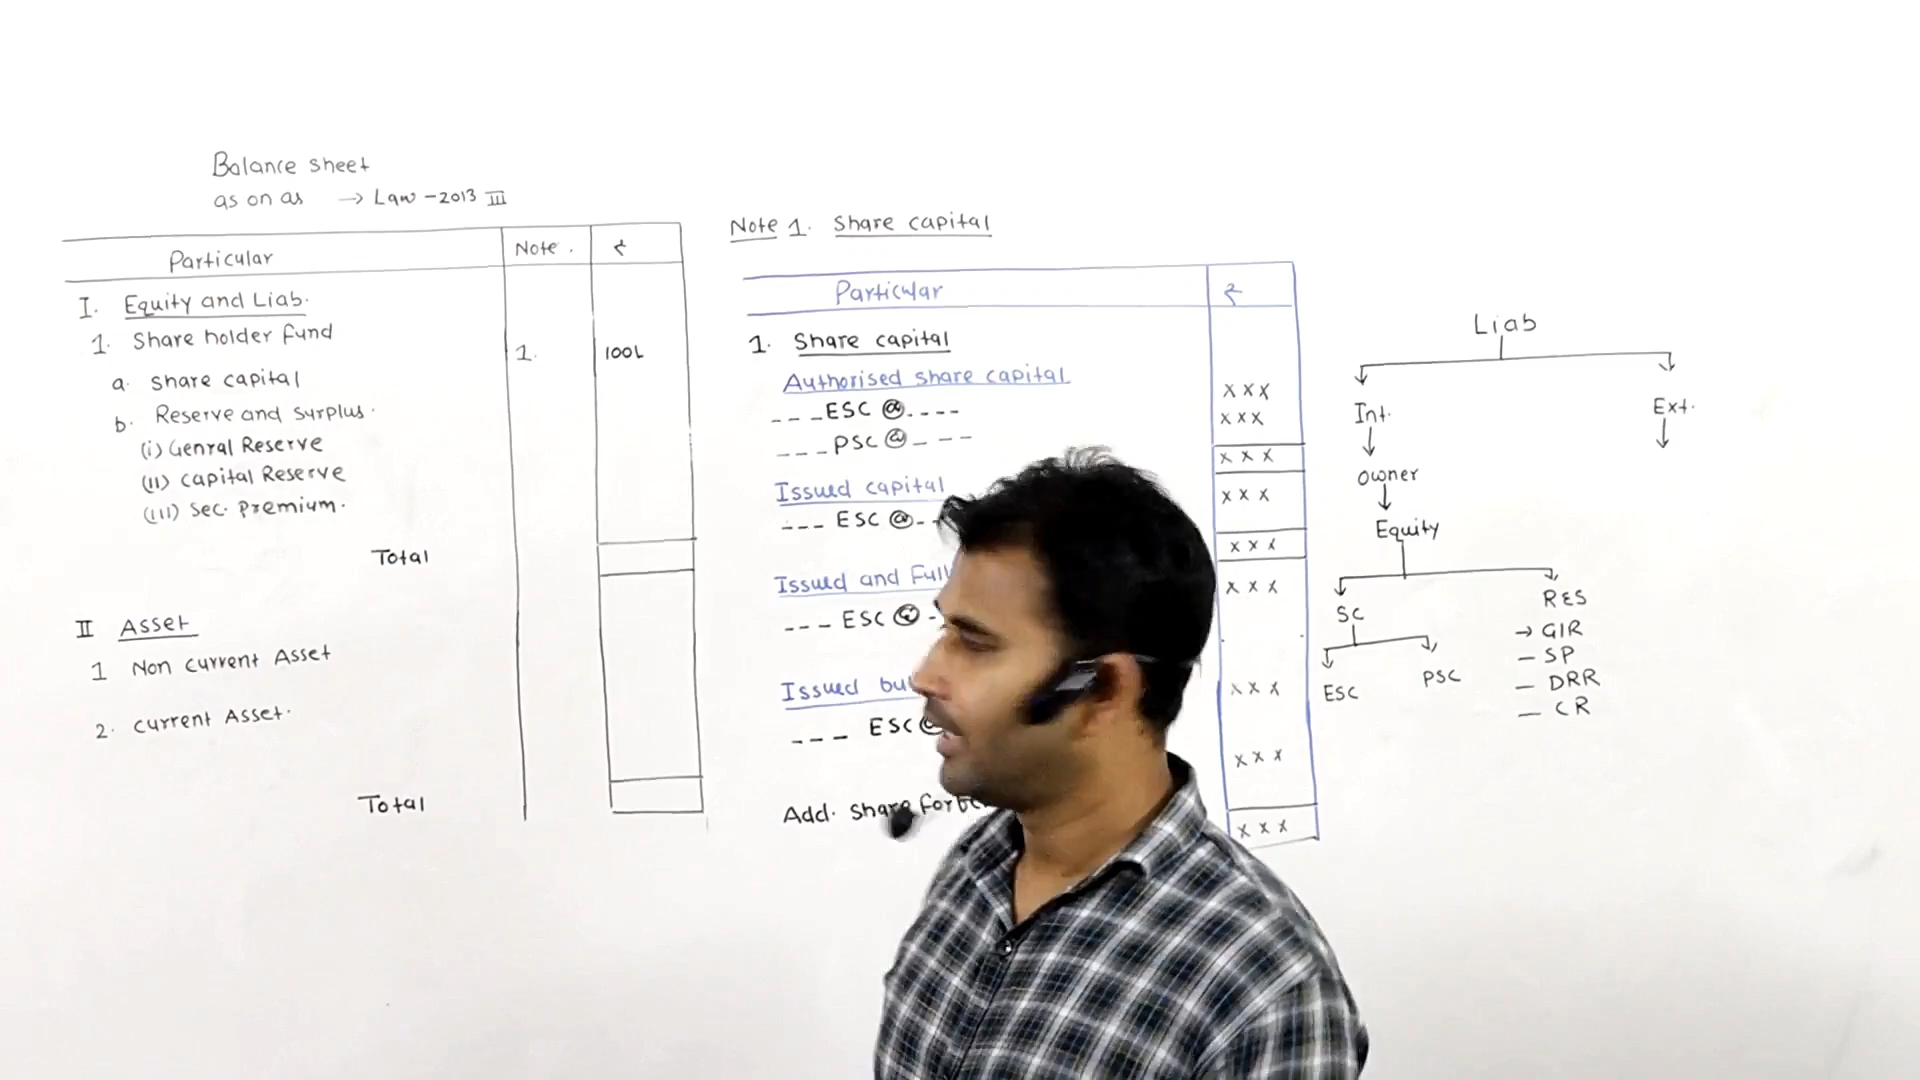 Balance sheet
as on as → Law-2013 III
Particular Note. ₹
I. Equity and Liab.
1. Share holder fund
1. 100L
a. Share capital
b. Reserve and surplus.
(i) Genral Reserve
(ii) Capital Reserve
(iii) Sec. Premium.
Total
II Asset
1 Non current Asset
2. Current Asset.
Total
Note 1. Share capital
Particular ₹
1. Share capital
Authorised share capital
xxx
---ESC @---- xxx
---PSC @---
xxx
Issued capital xxx
--- ESC @-
xxx
Issued and
xxx
--- ESC @-
Issued
xxx
--- ESC
xxx
Add. Share
xxx
Liab
Int. Ext.
Owner
Equity
SC RES
→ GIR
ESC PSC – SP
– DRR
– CR